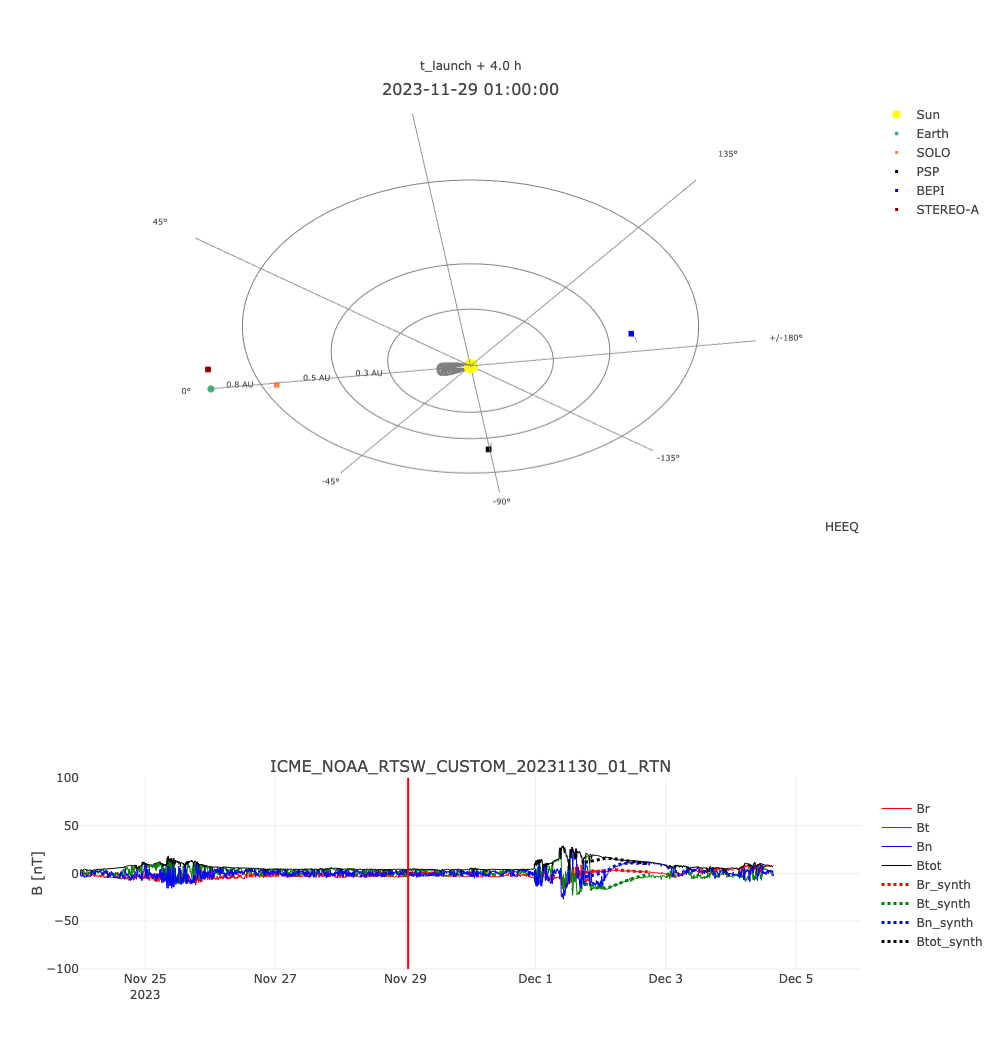 t_launch + 4.0 h
2023-11-29 01:00:00
Sun
Earth
SOLO
PSP
BEPI
STEREO-A
135°
45°
+/-180°
0°
0.8 AU
0.5 AU
0.3 AU
-135°
-45°
-90°
HEEQ
ICME_NOAA_RTSW_CUSTOM_20231130_01_RTN
B [nT]
100
50
0
−50
−100
Nov 25
2023
Nov 27
Nov 29
Dec 1
Dec 3
Dec 5
Br
Bt
Bn
Btot
Br_synth
Bt_synth
Bn_synth
Btot_synth